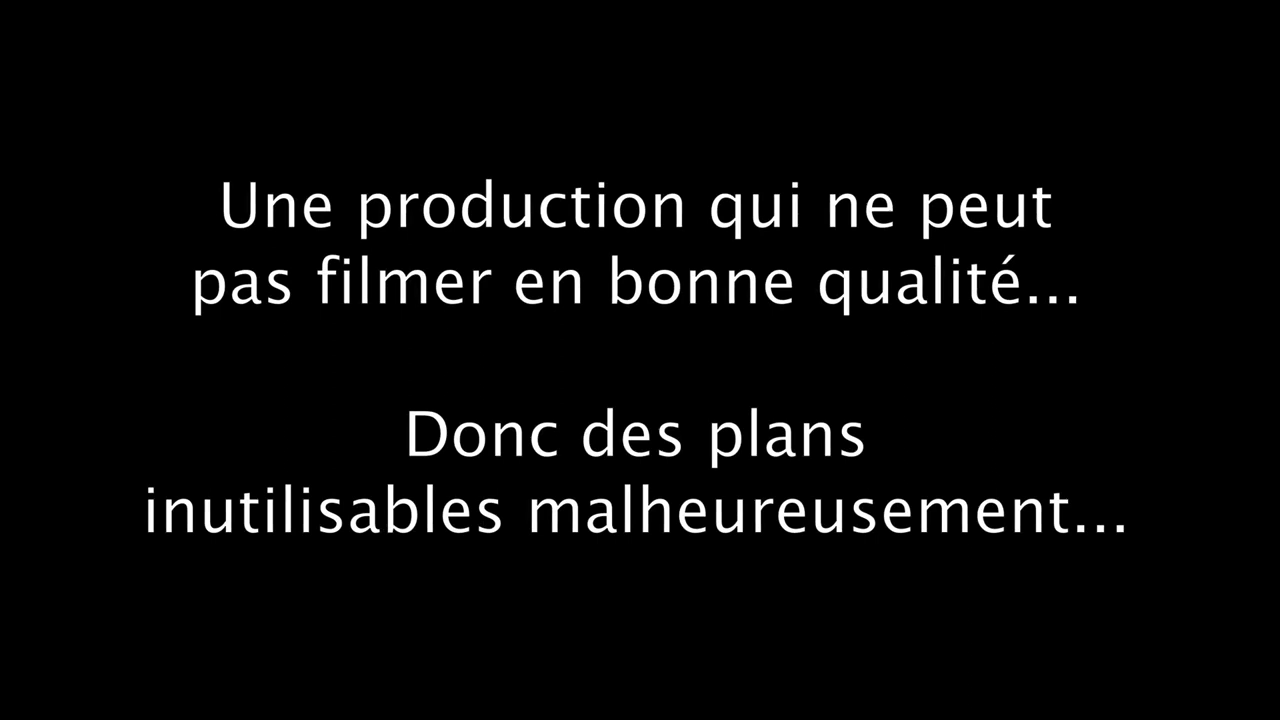 Une production qui ne peut
pas filmer en bonne qualité...
Donc des plans
inutilisables malheureusement...